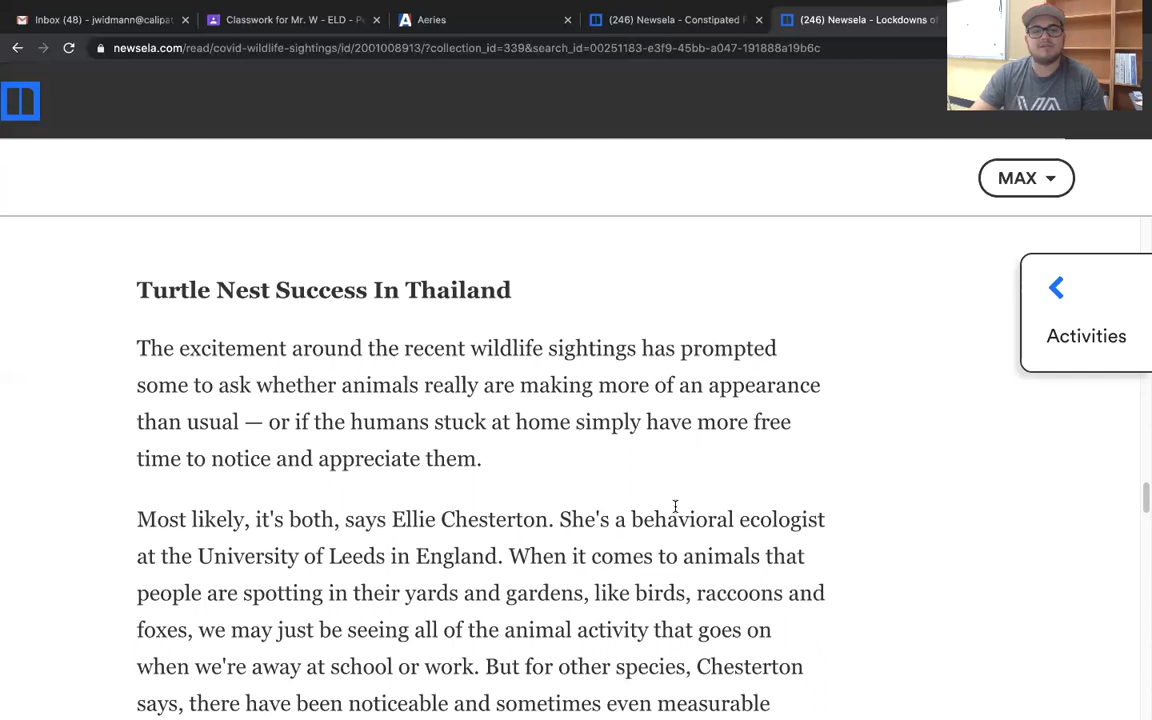 Inbox (48) - jwidmann@calipat
Classwork for Mr. W - ELD - P
Aeries
(246) Newsela - Constipated
(246) Newsela - Lockdowns of
newsela.com/read/covid-wildlife-sightings/id/2001008913/?collection_id=339&search_id=00251183-e3f9-45bb-a047-191888a19b6c
MAX
Turtle Nest Success In Thailand
The excitement around the recent wildlife sightings has prompted
some to ask whether animals really are making more of an appearance
than usual — or if the humans stuck at home simply have more free
time to notice and appreciate them.
Most likely, it's both, says Ellie Chesterton. She's a behavioral ecologist
at the University of Leeds in England. When it comes to animals that
people are spotting in their yards and gardens, like birds, raccoons and
foxes, we may just be seeing all of the animal activity that goes on
when we're away at school or work. But for other species, Chesterton
says, there have been noticeable and sometimes even measurable
Activities